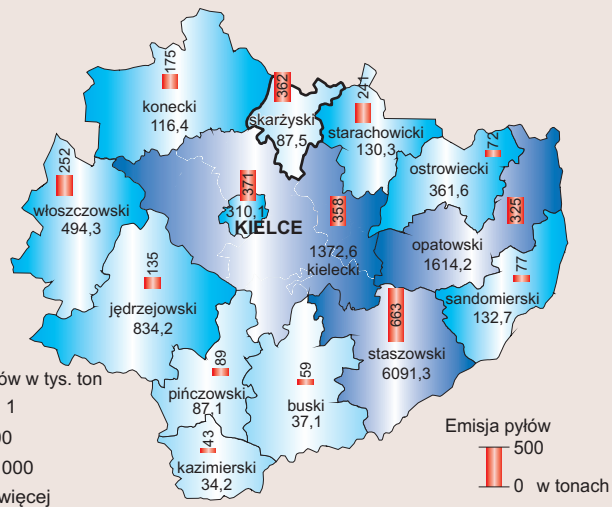 175
konecki
116,4
362
skarżyski
87,5
241
starachowicki
130,3
72
ostrowiecki
361,6
252
włoszczowski
494,3
371
310,1
KIELCE
358
1372,6
kielecki
325
opatowski
1614,2
77
sandomierski
132,7
135
jędrzejowski
834,2
663
staszowski
6091,3
89
pińczowski
87,1
59
buski
37,1
43
kazimierski
34,2
ów w tys. ton
1
00
000
więcej
Emisja pyłów
500
0 w tonach